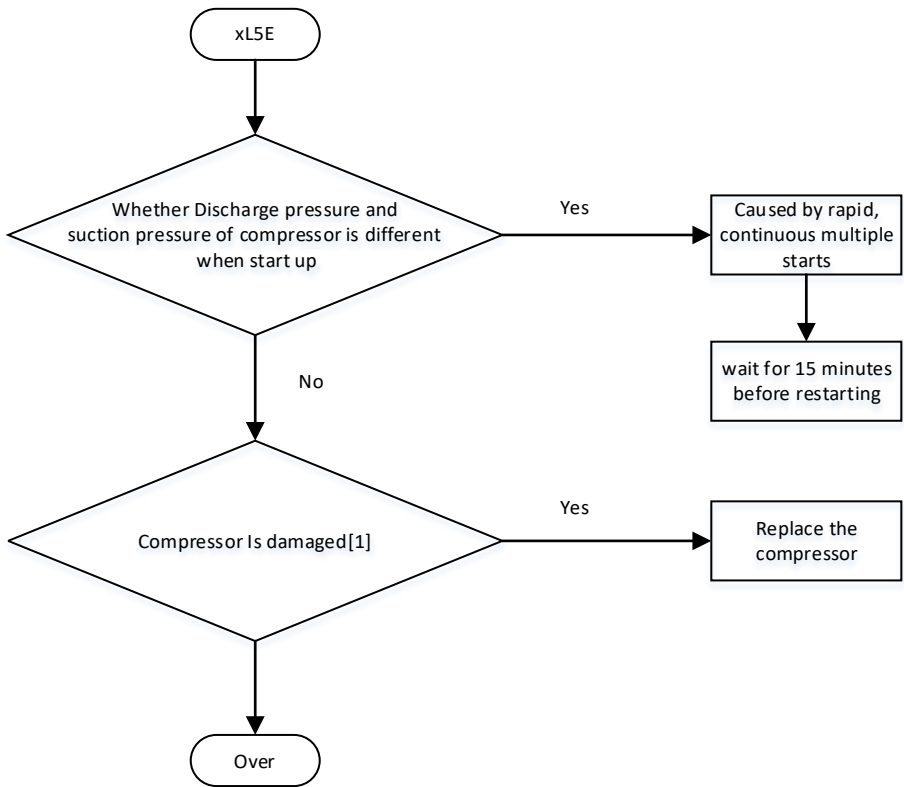 xL5E
Whether Discharge pressure and
suction pressure of compressor is different
when start up
Yes
Caused by rapid,
continuous multiple
starts
wait for 15 minutes
before restarting
No
Compressor Is damaged[1]
Yes
Replace the
compressor
Over